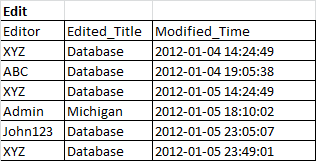 Edit
Editor Edited_Title Modified_Time
XYZ Database 2012-01-04 14:24:49
ABC Database 2012-01-04 19:05:38
XYZ Database 2012-01-05 14:24:49
Admin Michigan 2012-01-05 18:10:02
John123 Database 2012-01-05 23:05:07
XYZ Database 2012-01-05 23:49:01